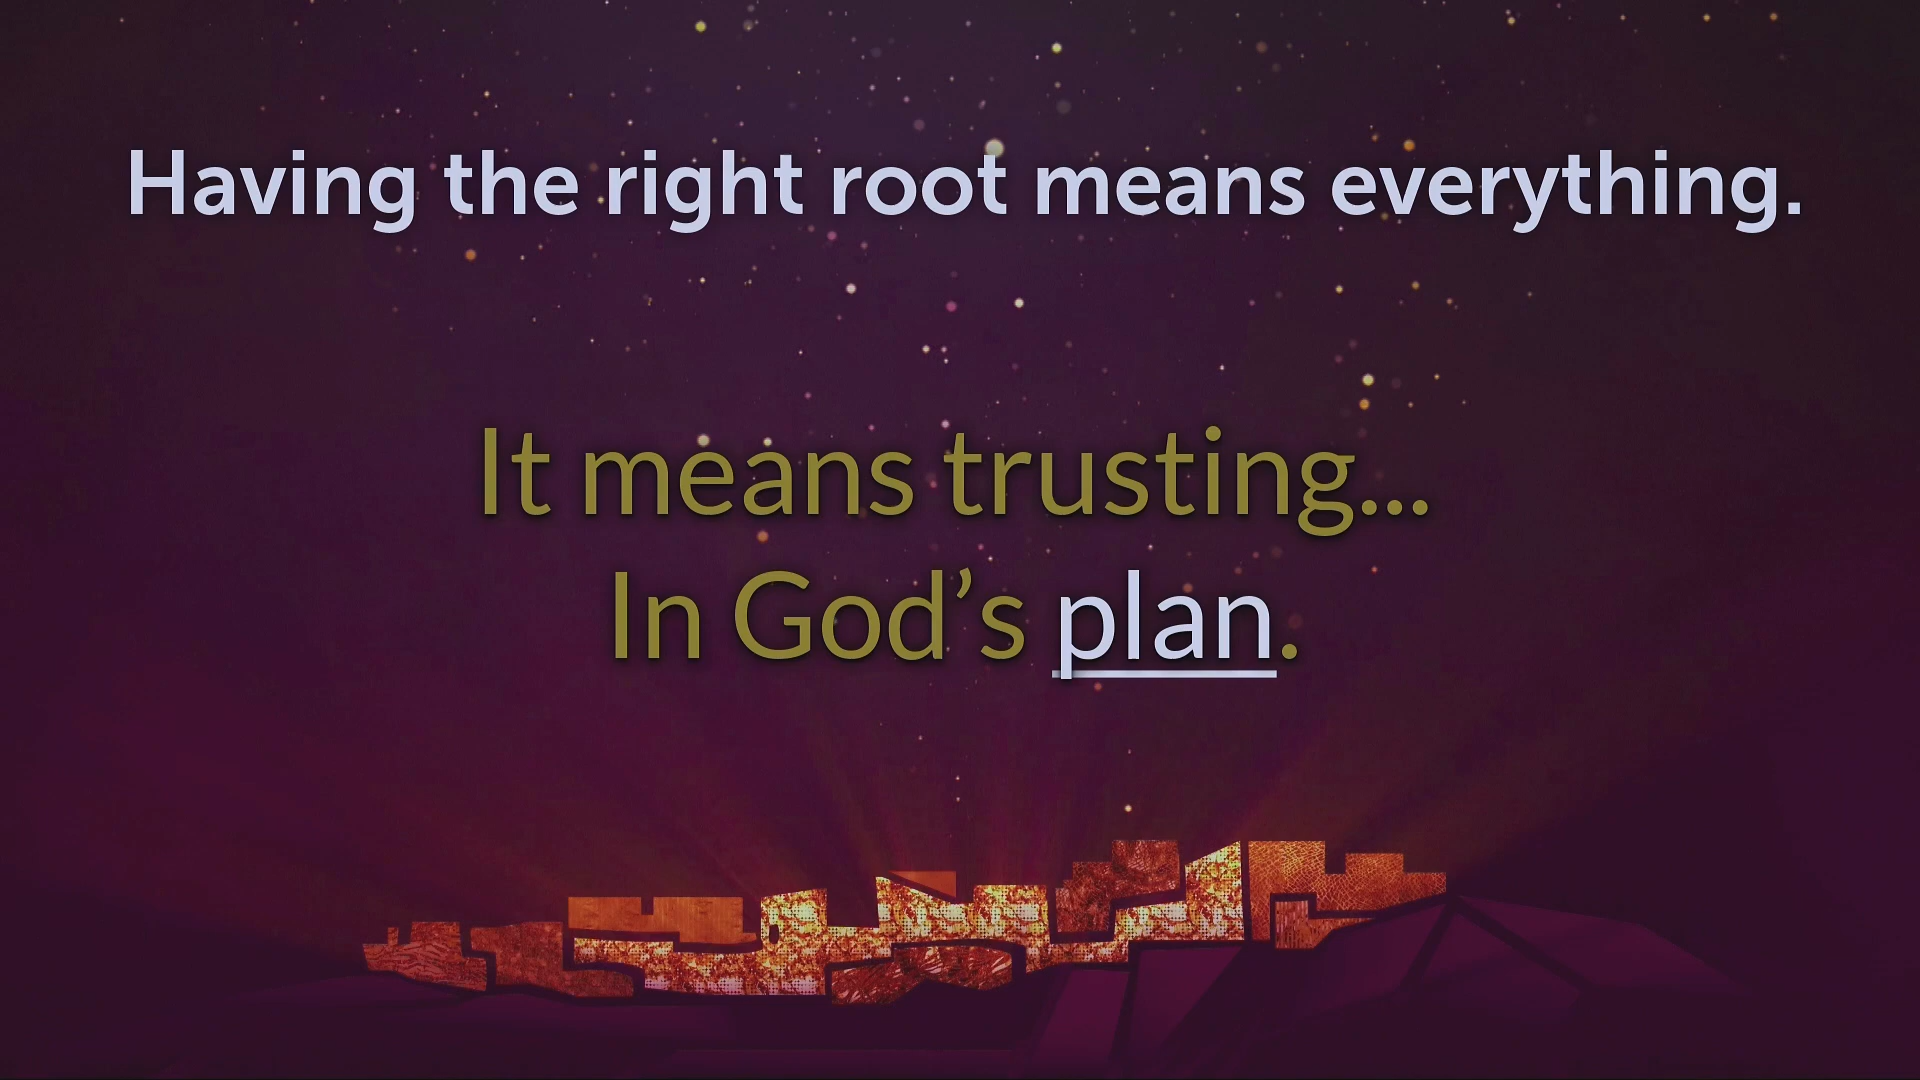 Having the right root means everything.
It means trusting...
In God’s plan.